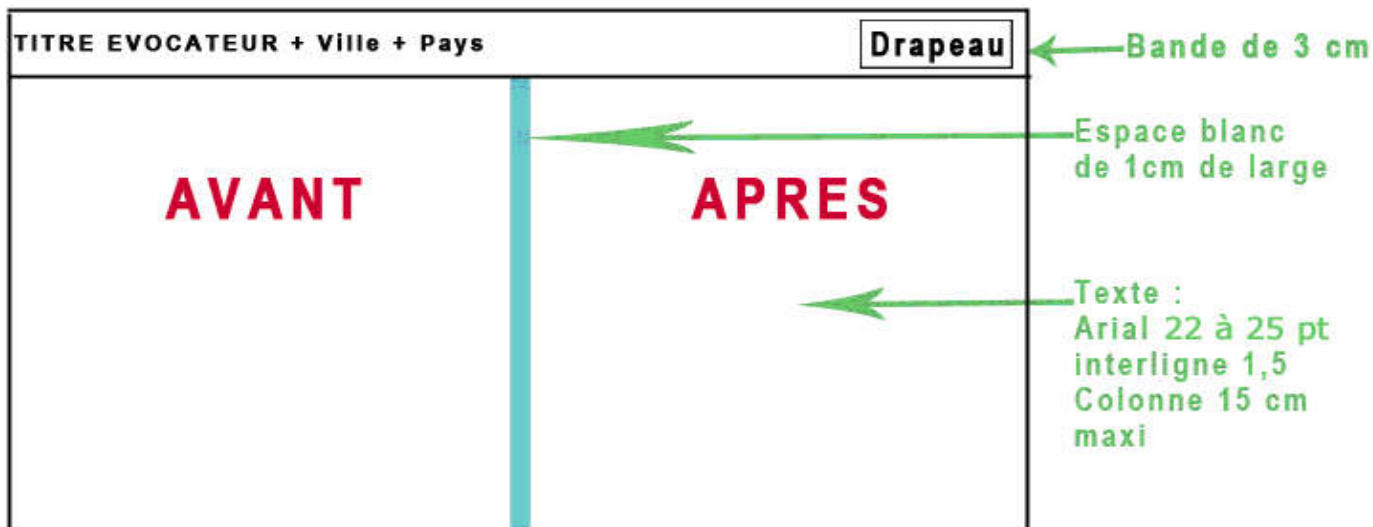 TITRE EVOCATEUR + Ville + Pays
Drapeau
Bande de 3 cm
Espace blanc
de 1cm de large
AVANT
APRES
Texte :
Arial 22 à 25 pt
interligne 1,5
Colonne 15 cm
maxi